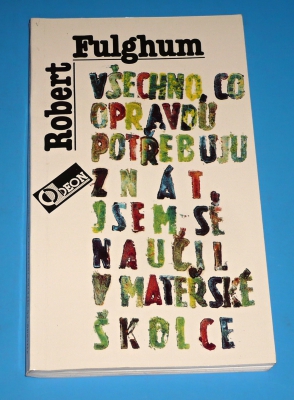 Robert
Fulghum
VŠECHNO CO
OPRAVDU
POTŘEBUJU
ZNÁT,
JSEM SE
NAUČIL
V MATEŘSKÉ
ŠKOLCE
ODEON